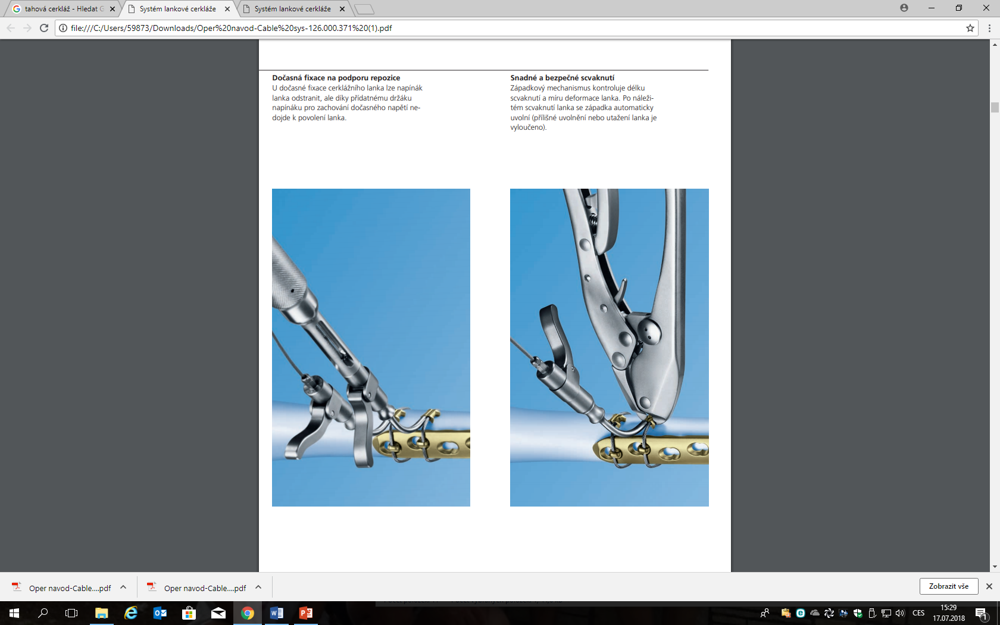 tahová cerkláž - Hledat G
Systém lankové cerkláže
Systém lankové cerkláže
file:///C:/Users/59873/Downloads/Oper%20navod-Cable%20sys-126.000.371%20(1).pdf
Dočasná fixace na podporu repozice
U dočasné fixace cerklážního lanka lze napínák
lanka odstranit, ale díky přídatnému držáku
napínáku pro zachování dočasného napětí ne-
dojde k povolení lanka.
Snadné a bezpečné scvaknutí
Západkový mechanismus kontroluje délku
scvaknutí a míru deformace lanka. Po náleži-
tém scvaknutí lanka se západka automaticky
uvolní (přílišné uvolnění nebo utažení lanka je
vyloučeno).
Oper navod-Cable....pdf
Oper navod-Cable....pdf
Zobrazit vše
CES
15:29
17.07.2018
1